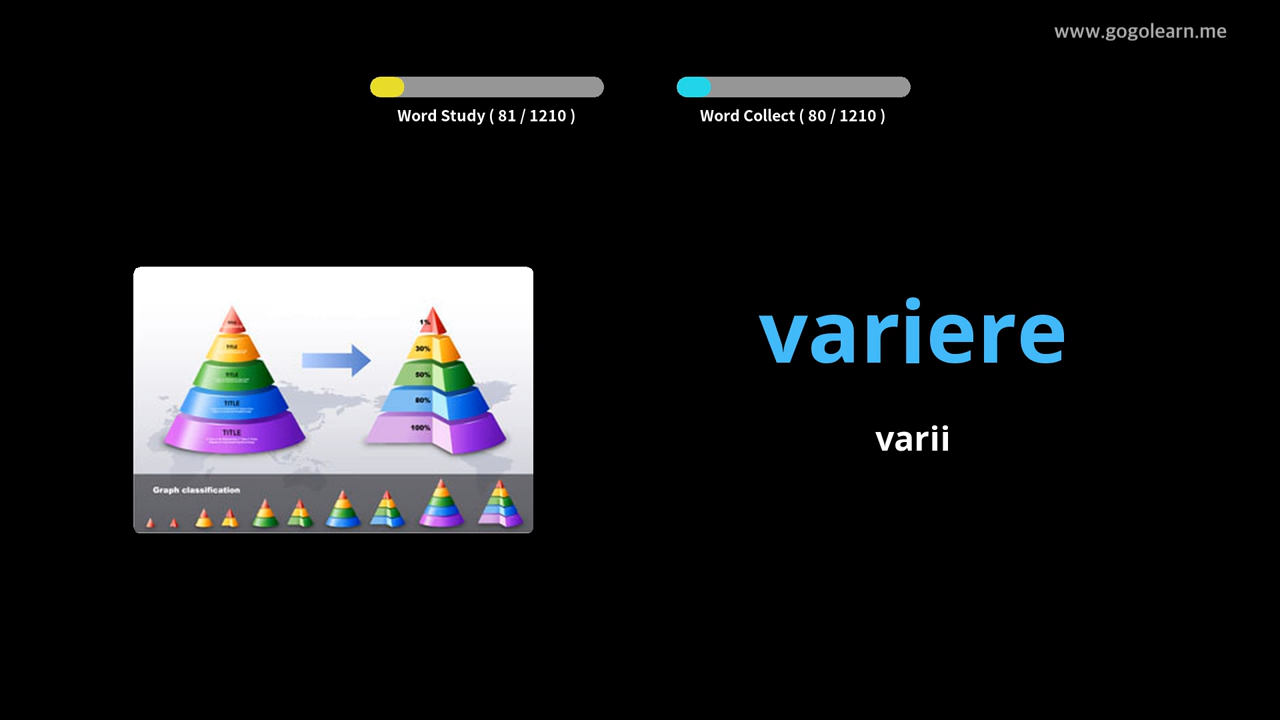 www.gogolearn.me
Word Study ( 81 / 1210 )
Word Collect ( 80 / 1210 )
variere
varii
TITLE
TITLE
TITLE
TITLE
1%
30%
50%
80%
100%
Graph classification